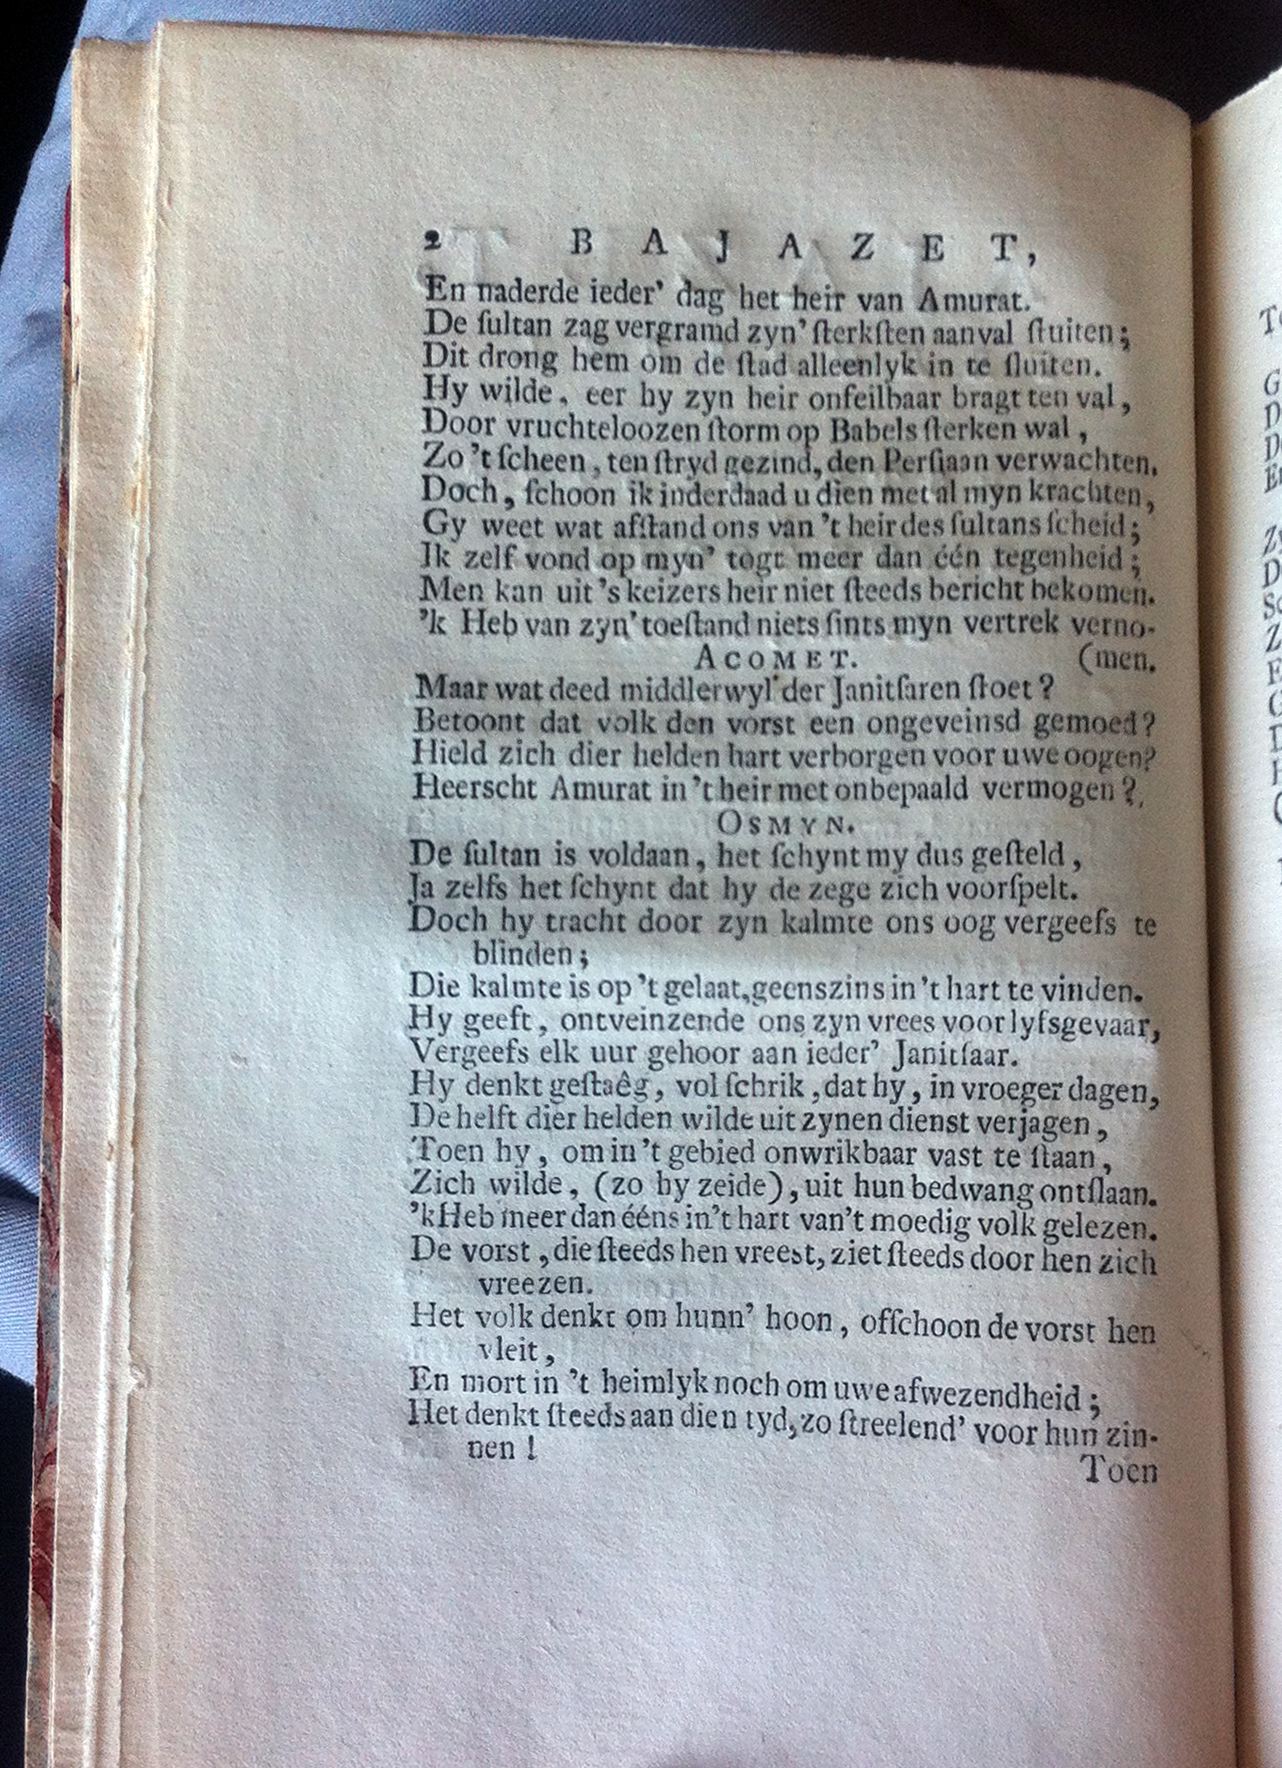 2 BAJAZET,
En naderde ieder' dag het heir van Amurat.
De ſultan zag vergramd zyn' ſterkſten aanval ſtuiten;
Dit drong hem om de ſtad alleenlyk in te ſluiten.
Hy wilde, eer hy zyn heir onfeilbaar bragt ten val,
Door vruchteloozen ſtorm op Babels ſterken wal,
Zo 't ſcheen, ten ſtryd gezind, den Perſiaan verwachten.
Doch, ſchoon ik inderdaad u dien met al myn krachten,
Gy weet wat afſtand ons van 't heir des ſultans ſcheid;
Ik zelf vond op myn' togt meer dan één tegenheid;
Men kan uit 's keizers heir niet ſteeds bericht bekomen.
'k Heb van zyn' toeſtand niets ſints myn vertrek verno-
ACOMET. (men.
Maar wat deed middlerwyl der Janitſaren ſtoet?
Betoont dat volk den vorst een ongeveinsd gemoed?
Hield zich dier helden hart verborgen voor uwe oogen?
Heerscht Amurat in 't heir met onbepaald vermogen?
OSMYN.
De ſultan is voldaan, het ſchynt my dus geſteld,
Ja zelfs het ſchynt dat hy de zege zich voorſpelt.
Doch hy tracht door zyn kalmte ons oog vergeefs te
blinden;
Die kalmte is op 't gelaat, geenszins in 't hart te vinden.
Hy geeft, ontveinzende ons zyn vrees voor lyfsgevaar,
Vergeefs elk uur gehoor aan ieder' Janitſaar.
Hy denkt geſtaêg, vol ſchrik, dat hy, in vroeger dagen,
De helft dier helden wilde uit zynen dienst verjagen,
Toen hy, om in 't gebied onwrikbaar vast te ſtaan,
Zich wilde, (zo hy zeide), uit hun bedwang ontſlaan.
'k Heb meer dan ééns in 't hart van 't moedig volk gelezen.
De vorst, die ſteeds hen vreest, ziet ſteeds door hen zich
vreezen.
Het volk denkt om hunn' hoon, ofſchoon de vorst hen
vleit,
En mort in 't heimlyk noch om uwe afwezendheid;
Het denkt ſteeds aan dien tyd, zo ſtreelend' voor hun zin-
nen!
Toen